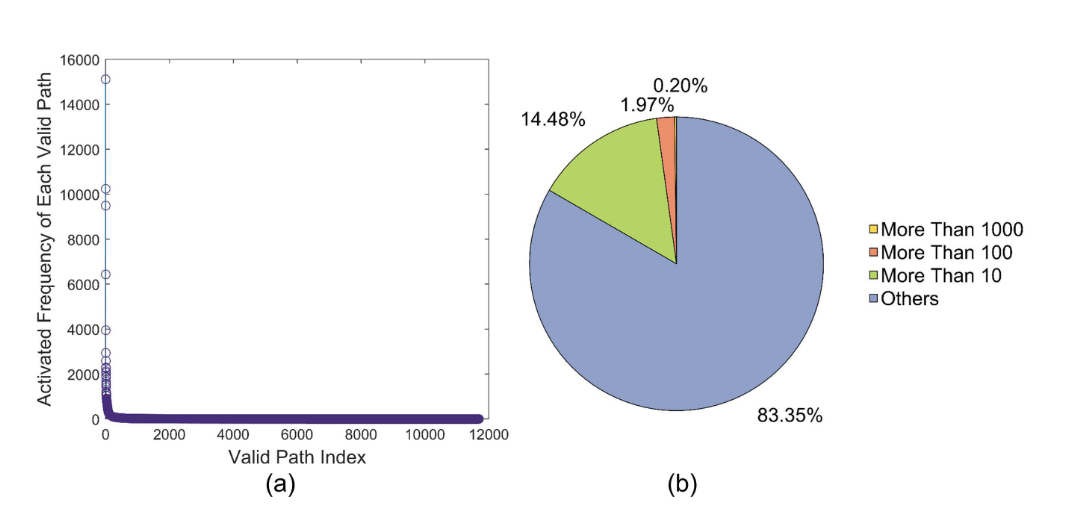 16000
14000
12000
10000
8000
6000
4000
2000
0
Activated Frequency of Each Valid Path
0 2000 4000 6000 8000 10000 12000
Valid Path Index
(a)
0.20%
1.97%
14.48%
83.35%
More Than 1000
More Than 100
More Than 10
Others
(b)